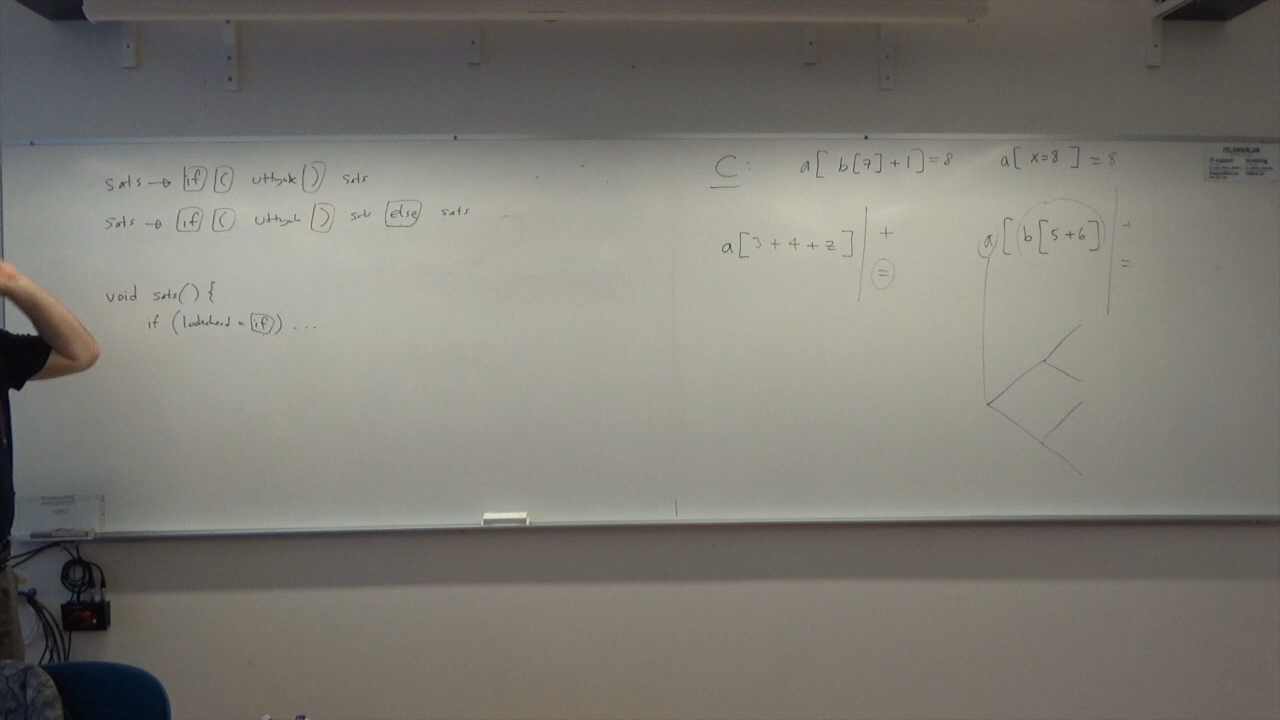 sats → if ( uttryck ) sats
sats → if ( uttryck ) sats else sats
void sats() {
if (lookahead = if) ...
C: a[ b[7]+1]=8 a[ x=8 ] = 8
a[3+4+z] | +
=
a[b[5+6] | +
=